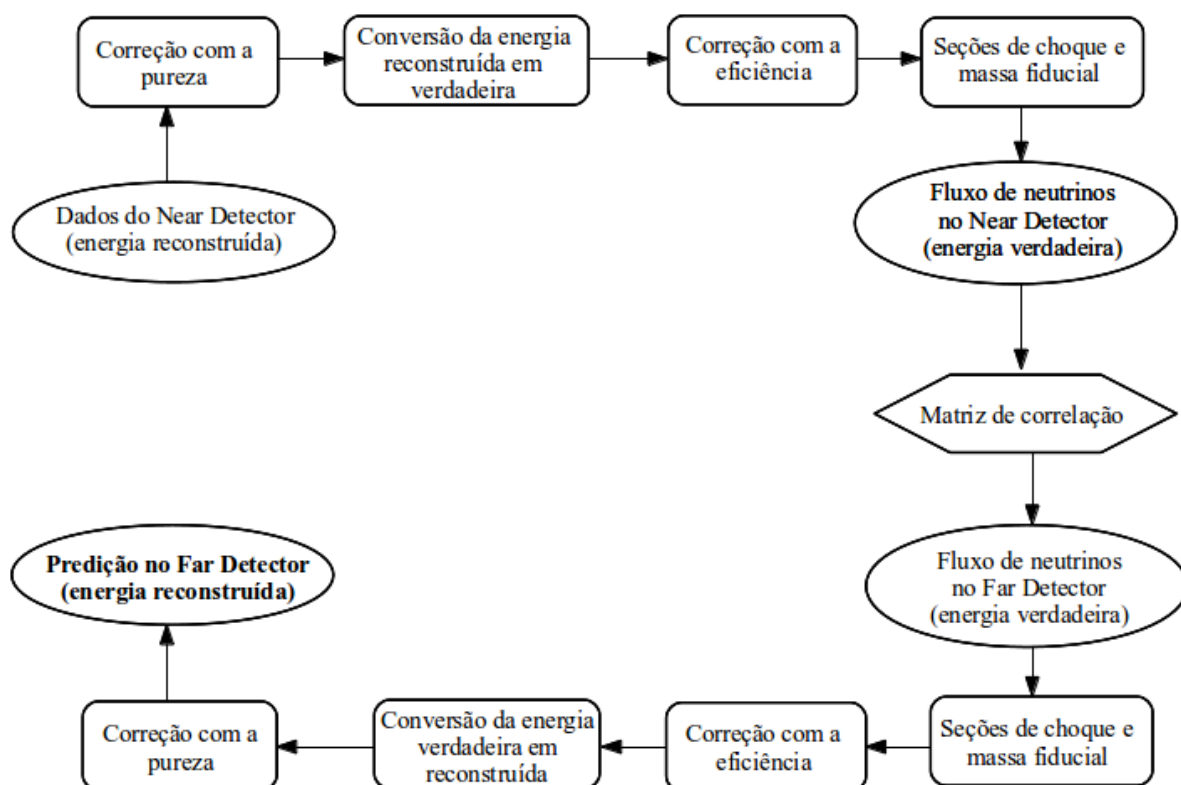 Correção com a
pureza
Conversão da energia
reconstruída em
verdadeira
Correção com a
eficiência
Seções de choque e
massa fiducial
Dados do Near Detector
(energia reconstruída)
Fluxo de neutrinos
no Near Detector
(energia verdadeira)
Matriz de correlação
Fluxo de neutrinos
no Far Detector
(energia verdadeira)
Seções de choque e
massa fiducial
Correção com a
eficiência
Conversão da energia
verdadeira em
reconstruída
Correção com a
pureza
Predição no Far Detector
(energia reconstruída)